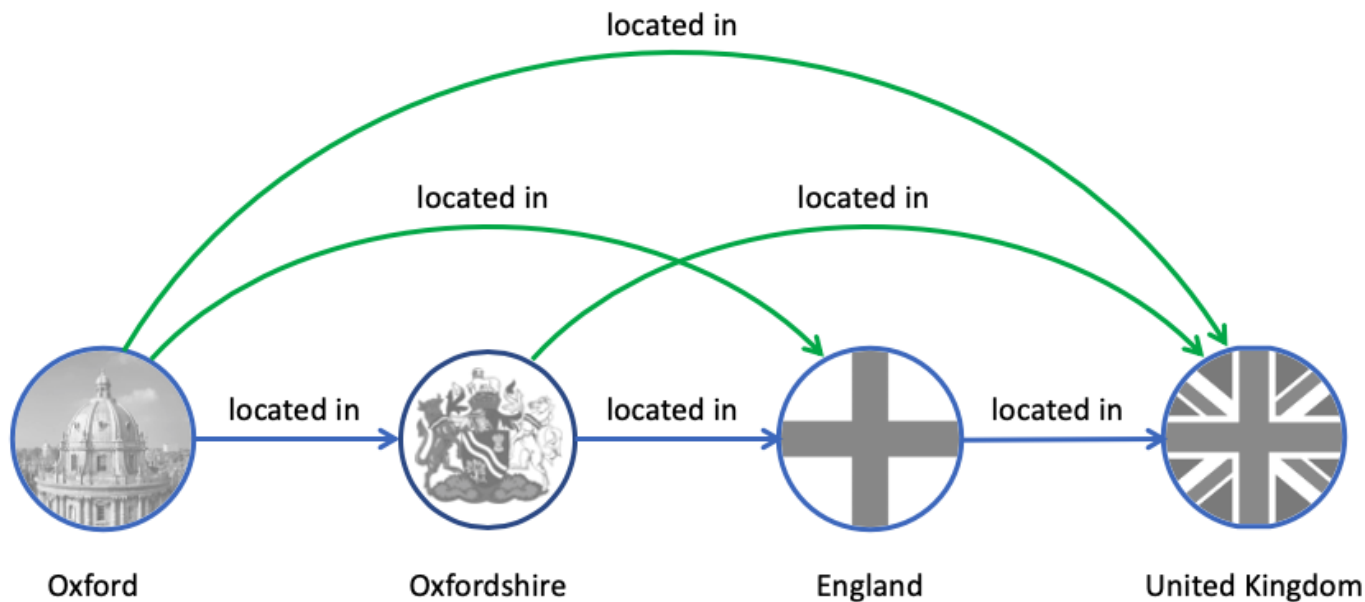 located in
located in
located in
located in
located in
located in
Oxford
Oxfordshire
England
United Kingdom